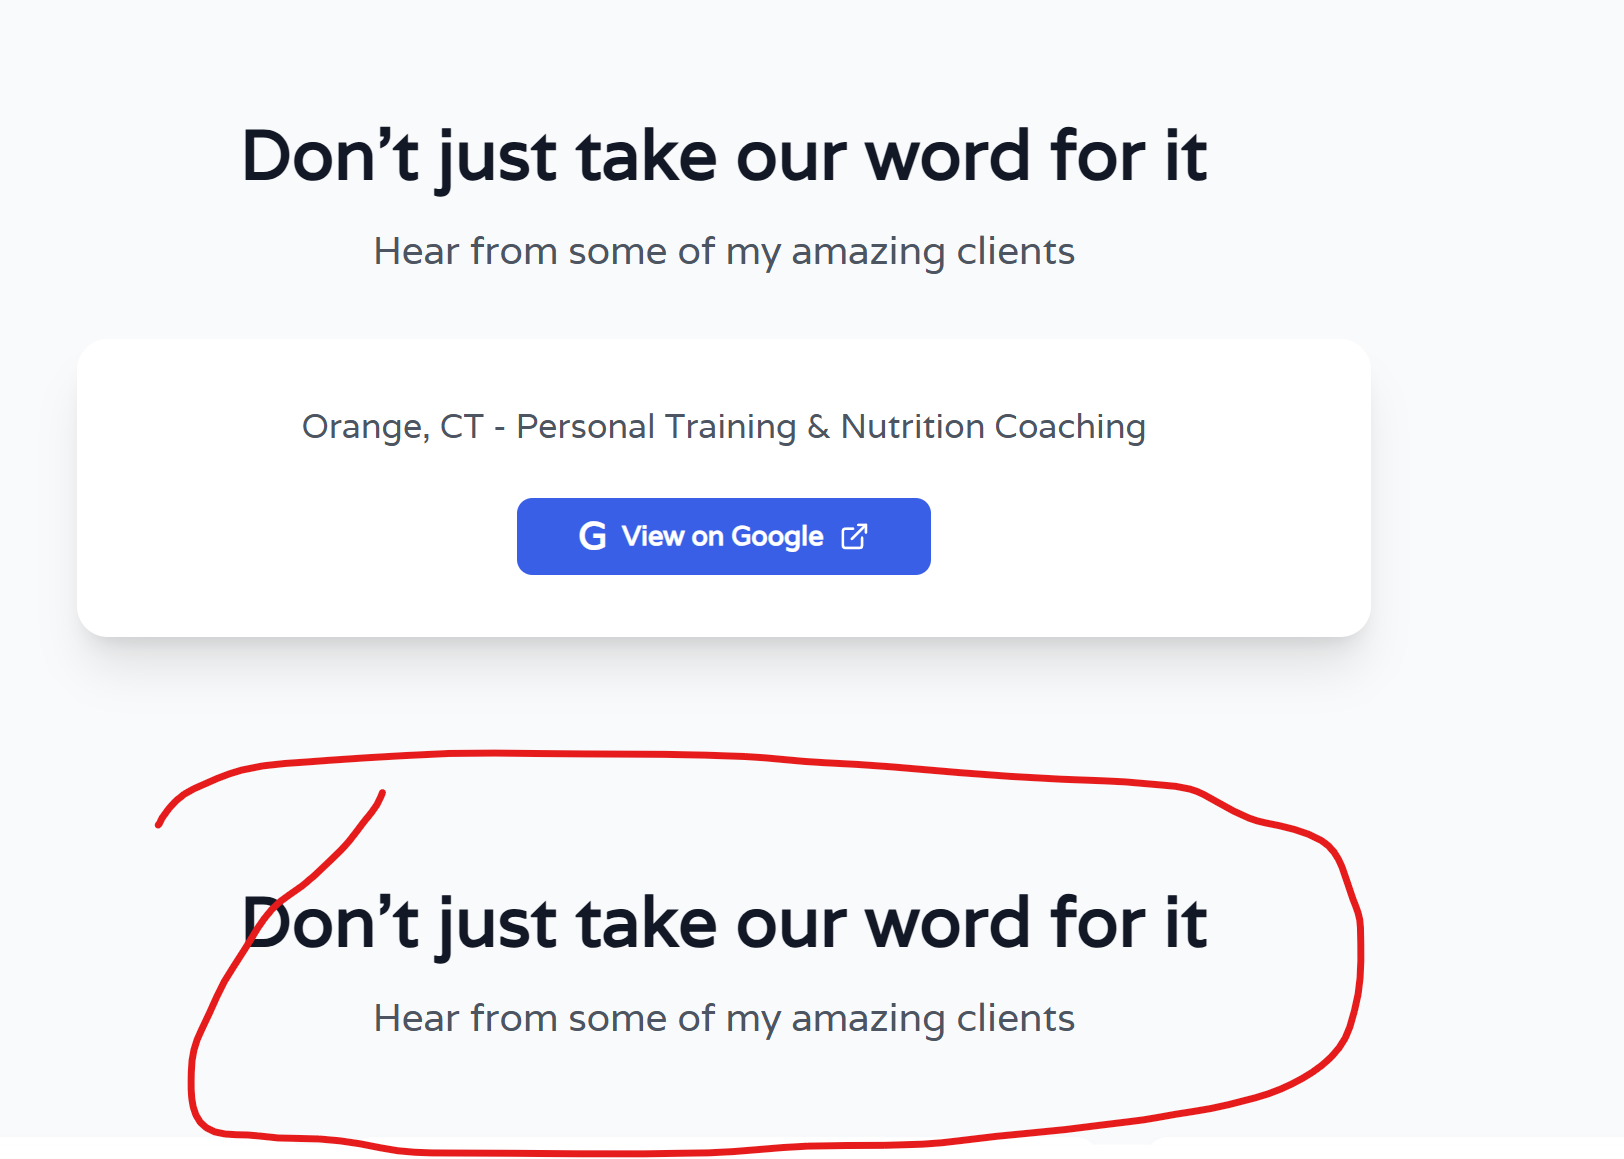 Don’t just take our word for it
Hear from some of my amazing clients
Orange, CT - Personal Training & Nutrition Coaching
G View on Google
Don’t just take our word for it
Hear from some of my amazing clients